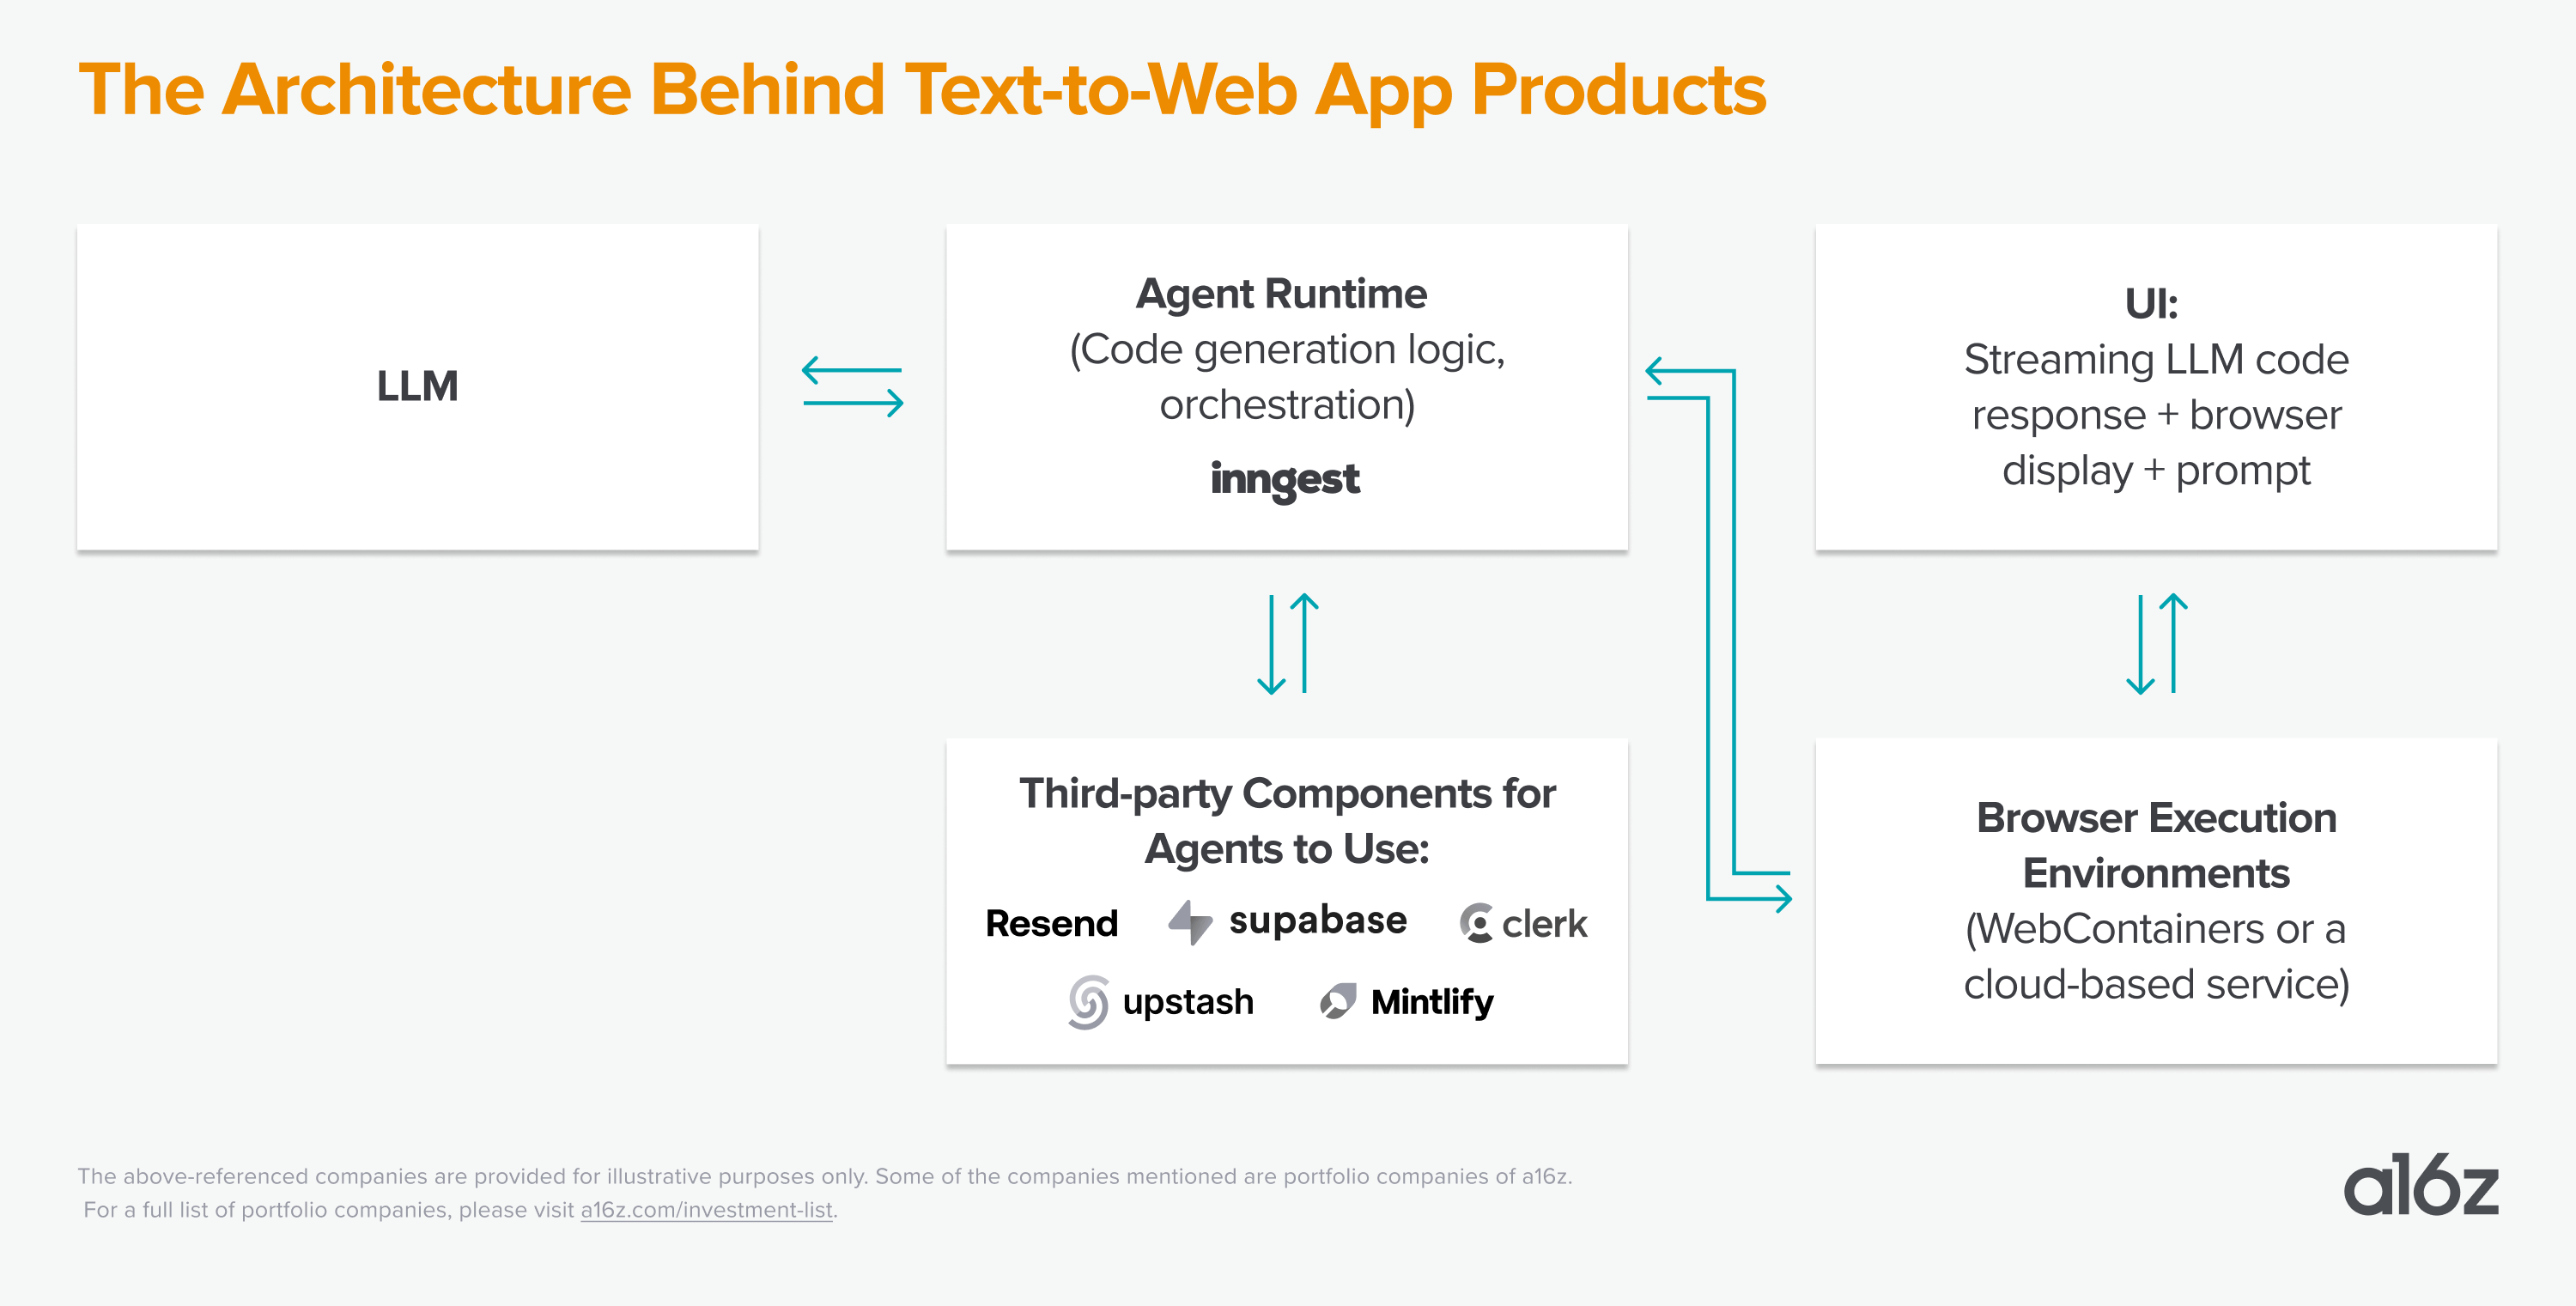 The Architecture Behind Text-to-Web App Products
LLM
Agent Runtime
(Code generation logic,
orchestration)
inngest
UI:
Streaming LLM code
response + browser
display + prompt
Third-party Components for
Agents to Use:
Resend supabase clerk
upstash Mintlify
Browser Execution
Environments
(WebContainers or a
cloud-based service)
The above-referenced companies are provided for illustrative purposes only. Some of the companies mentioned are portfolio companies of a16z.
For a full list of portfolio companies, please visit a16z.com/investment-list.
a16z